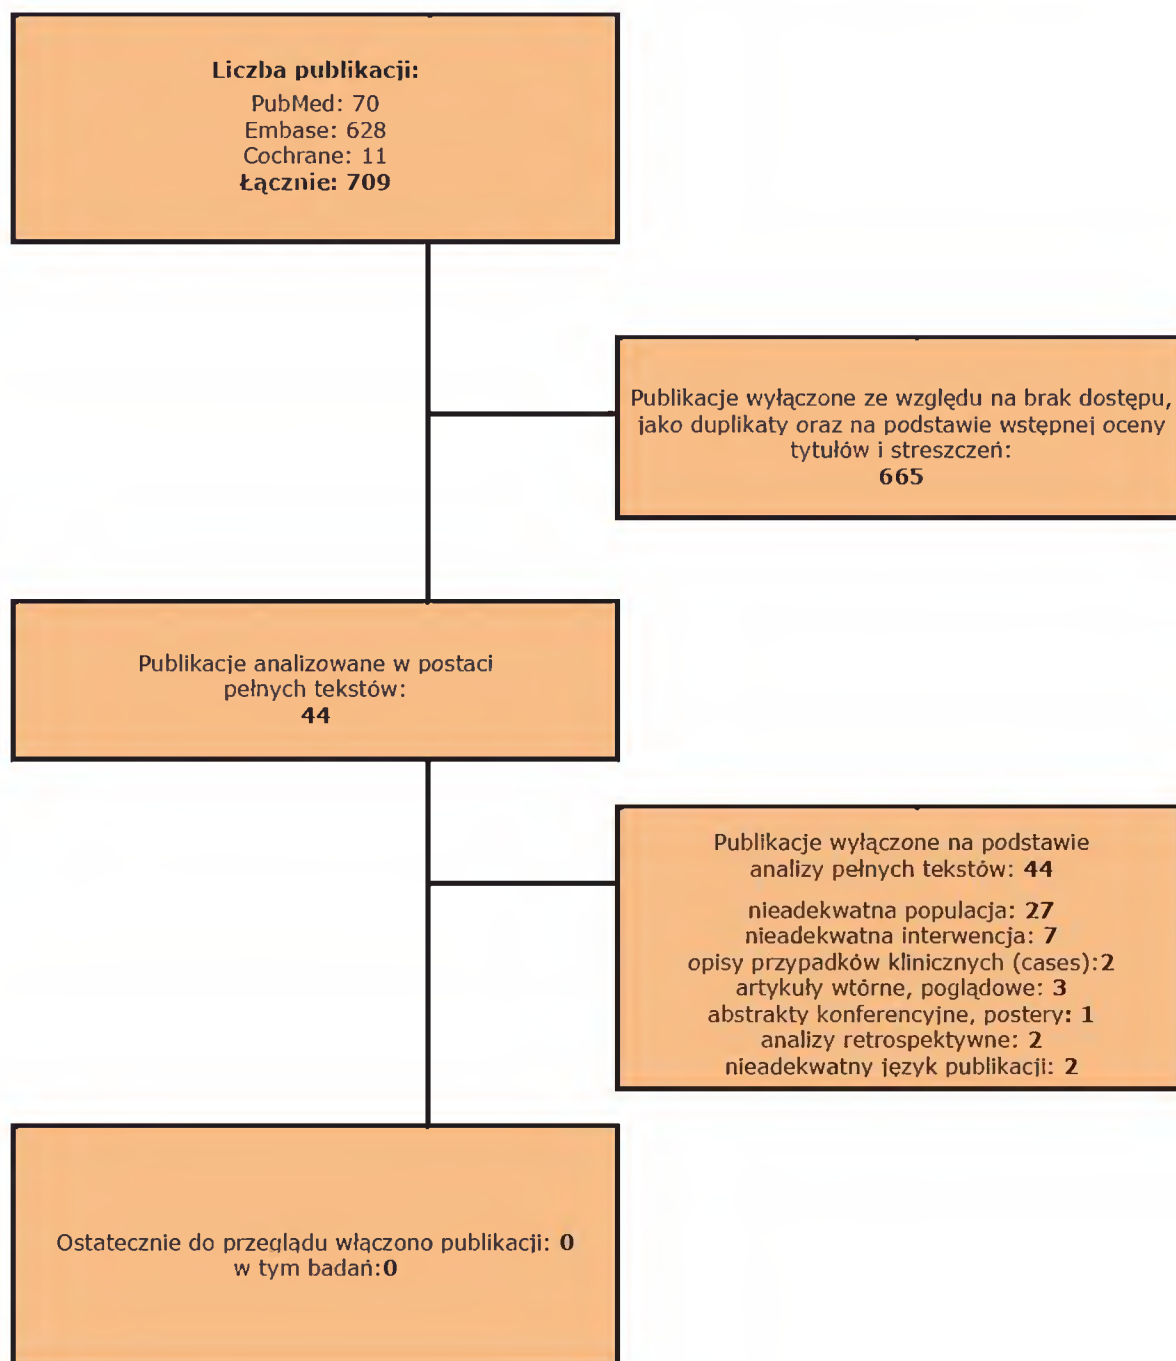 Liczba publikacji:
PubMed: 70
Embase: 628
Cochrane: 11
Łącznie: 709
Publikacje wyłączone ze względu na brak dostępu,
jako duplikaty oraz na podstawie wstępnej oceny
tytułów i streszczeń:
665
Publikacje analizowane w postaci
pełnych tekstów:
44
Publikacje wyłączone na podstawie
analizy pełnych tekstów: 44
nieadekwatna populacja: 27
nieadekwatna interwencja: 7
opisy przypadków klinicznych (cases):2
artykuły wtórne, poglądowe: 3
abstrakty konferencyjne, postery: 1
analizy retrospektywne: 2
nieadekwatny język publikacji: 2
Ostatecznie do przeglądu włączono publikacji: 0
w tym badań:0